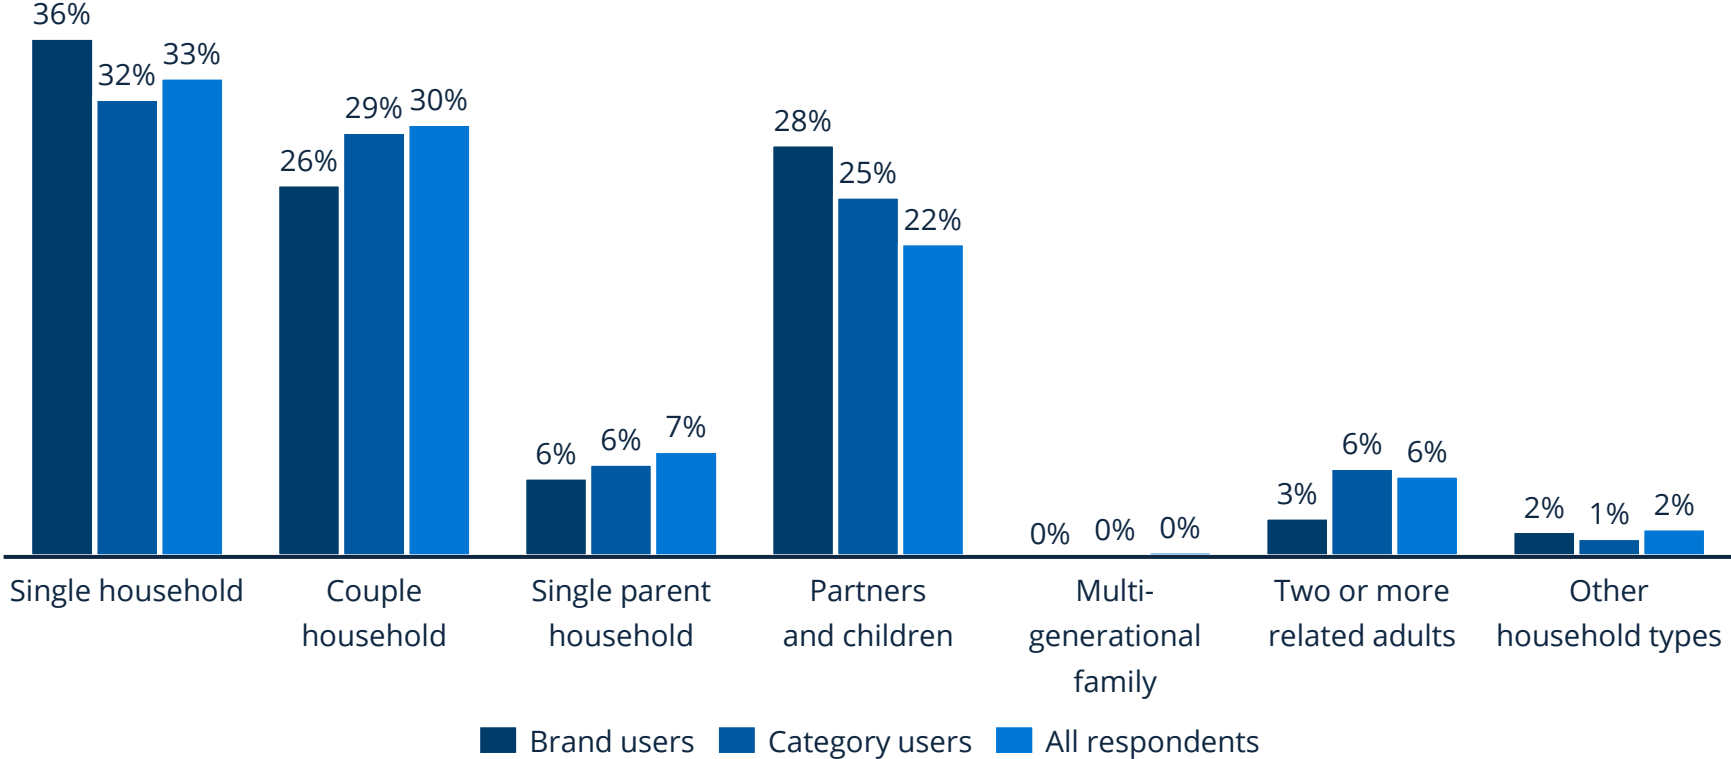 36%
32%
33%
26%
29%
30%
6%
6%
7%
28%
25%
22%
0%
0%
0%
3%
6%
6%
2%
1%
2%
Single household
Couple
household
Single parent
household
Partners
and children
Multi-
generational
family
Two or more
related adults
Other
household types
Brand users
Category users
All respondents